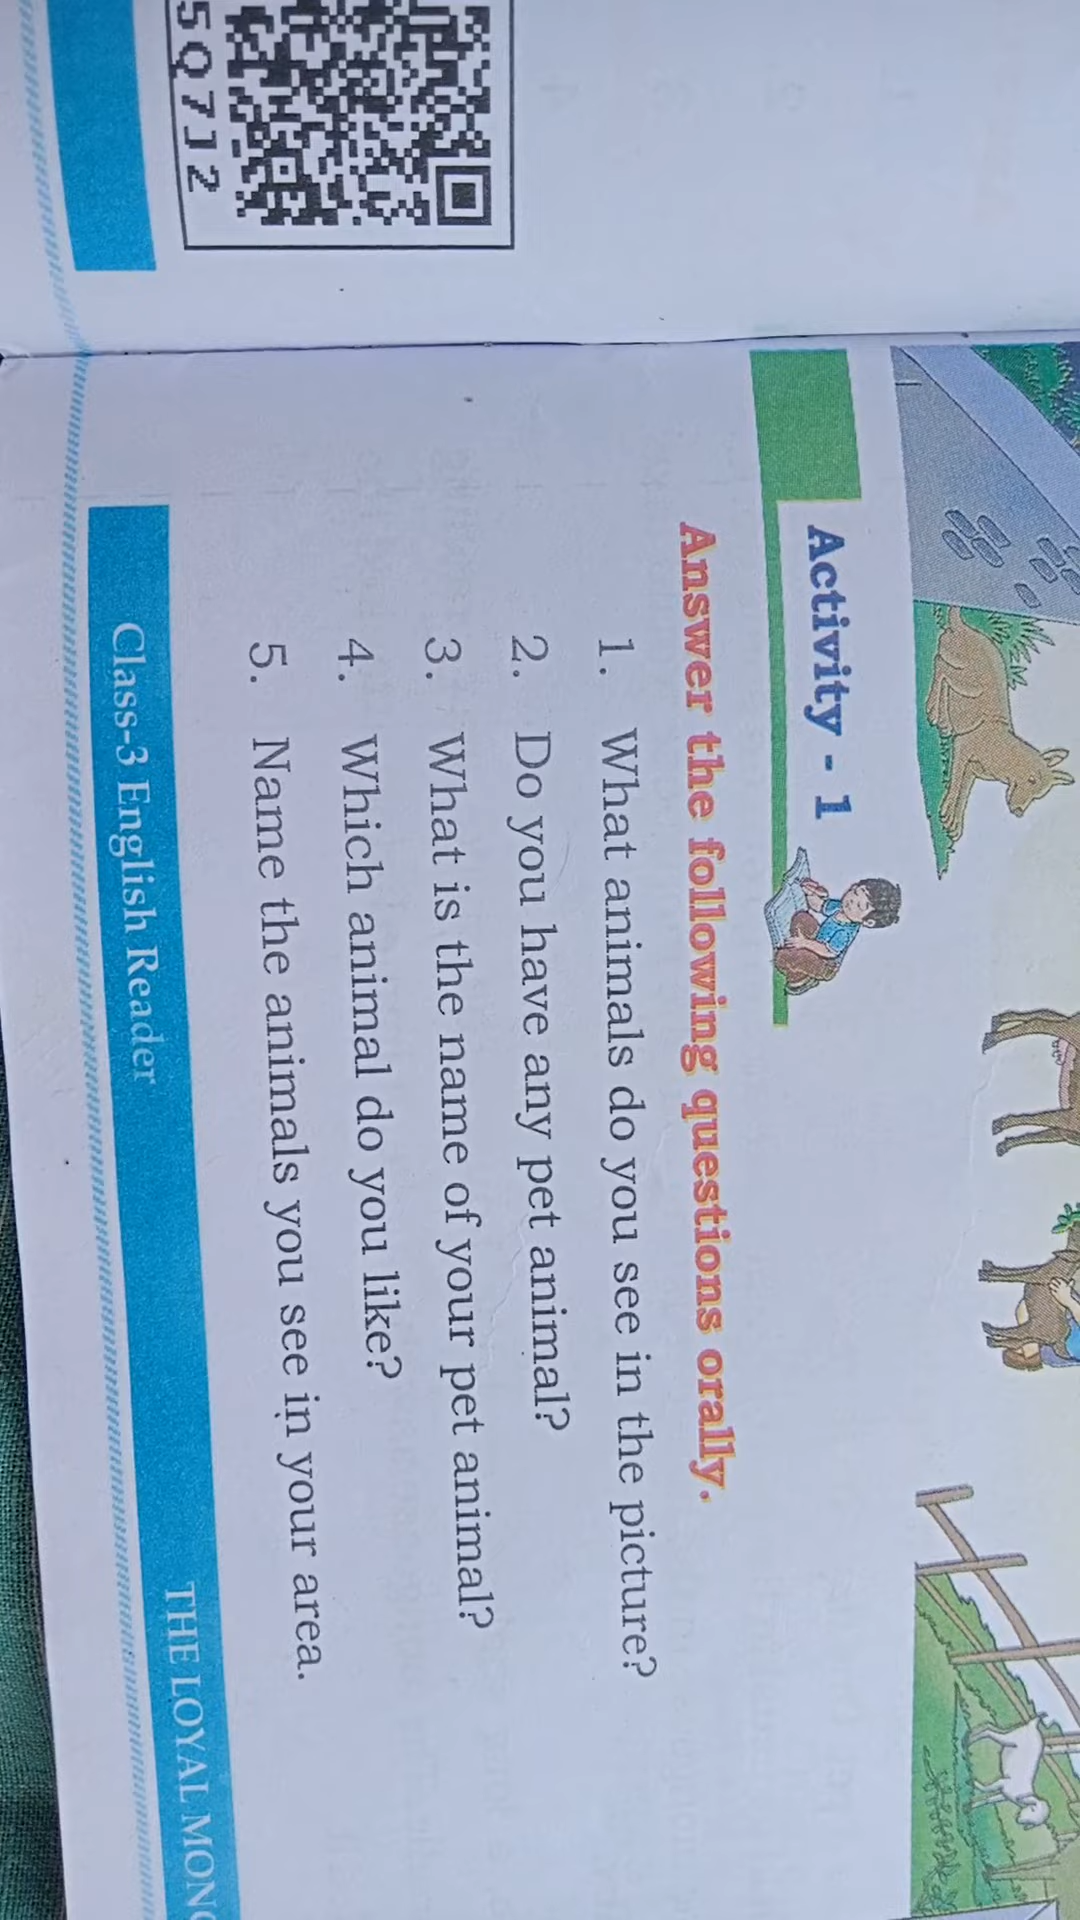 5Q7J2
Activity - 1
Answer the following questions orally.
1. What animals do you see in the picture?
2. Do you have any pet animal?
3. What is the name of your pet animal?
4. Which animal do you like?
5. Name the animals you see in your area.
Class-3 English Reader
THE LOYAL